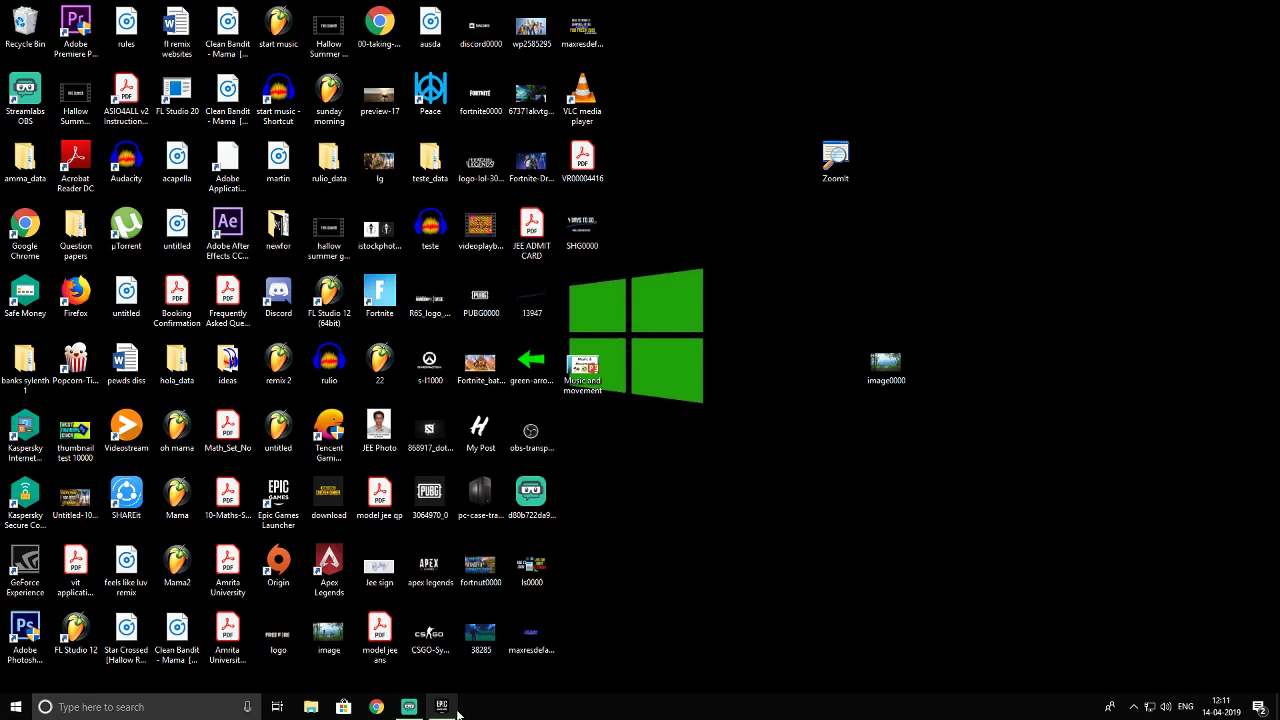 Recycle Bin
Adobe
Premiere P...
rules
fl remix
websites
Clean Bandit
- Mama  [...
start music
Hallow
Summer ...
00-taking-...
ausda
discord0000
wp2585295
maxresdef...
Streamlabs
OBS
Hallow
Summ...
ASIO4ALL v2
Instruction...
FL Studio 20
Clean Bandit
- Mama  [...
start music -
Shortcut
sunday
morning
preview-17
Peace
fortnite0000
67371akvtg...
VLC media
player
amma_data
Acrobat
Reader DC
Audacity
acapella
Adobe
Applicati...
martin
rulio_data
lg
teste_data
logo-lol-30...
Fortnite-Dr...
VR00004416
ZoomIt
Google
Chrome
Question
papers
µTorrent
untitled
Adobe After
Effects CC...
newfor
hallow
summer g...
istockphot...
teste
videoplayb...
JEE ADMIT
CARD
SHG0000
Safe Money
Firefox
untitled
Booking
Confirmation
Frequently
Asked Que...
Discord
FL Studio 12
(64bit)
Fortnite
R6S_logo_...
PUBG0000
13947
banks sylenth
1
Popcorn-Ti...
pewds diss
hola_data
ideas
remix 2
rulio
22
s-l1000
Fortnite_bat...
green-arro...
Music and
movement
image0000
Kaspersky
Internet...
thumbnail
test 10000
Videostream
oh mama
Math_Set_No
untitled
Tencent
Gami...
JEE Photo
868917_dot...
My Post
obs-transp...
Kaspersky
Secure Co...
Untitled-10...
SHAREit
Mama
10-Maths-S...
Epic Games
Launcher
download
model jee qp
3064970_0
pc-case-tra...
d80b722da9...
GeForce
Experience
vit
applicati...
feels like luv
remix
Mama2
Amrita
University
Origin
Apex
Legends
Jee sign
apex legends
fortnut0000
ls0000
Adobe
Photosh...
FL Studio 12
Star Crossed
[Hallow R...
Clean Bandit
- Mama  [...
Amrita
Universit...
logo
image
model jee
ans
CSGO-Sy...
38285
maxresdefa...
Type here to search
EPIC
ENG
12:11
14-04-2019
2